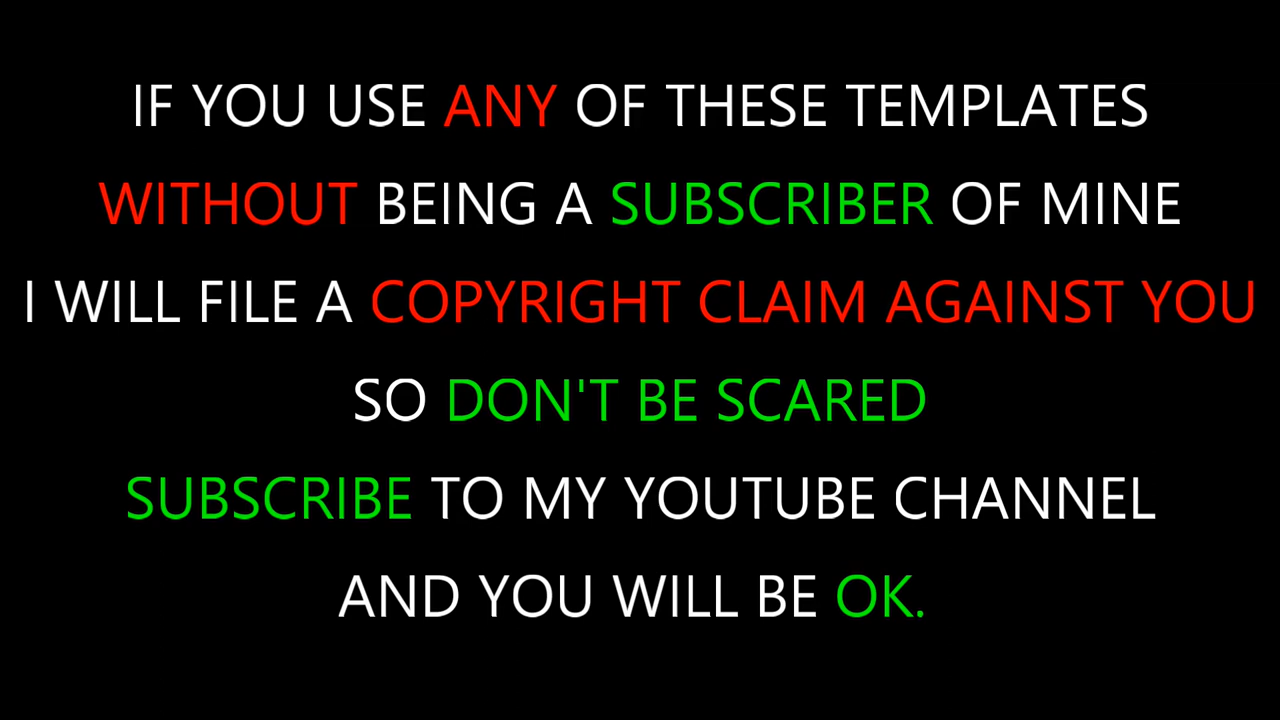 IF YOU USE ANY OF THESE TEMPLATES
WITHOUT BEING A SUBSCRIBER OF MINE
I WILL FILE A COPYRIGHT CLAIM AGAINST YOU
SO DON'T BE SCARED
SUBSCRIBE TO MY YOUTUBE CHANNEL
AND YOU WILL BE OK.